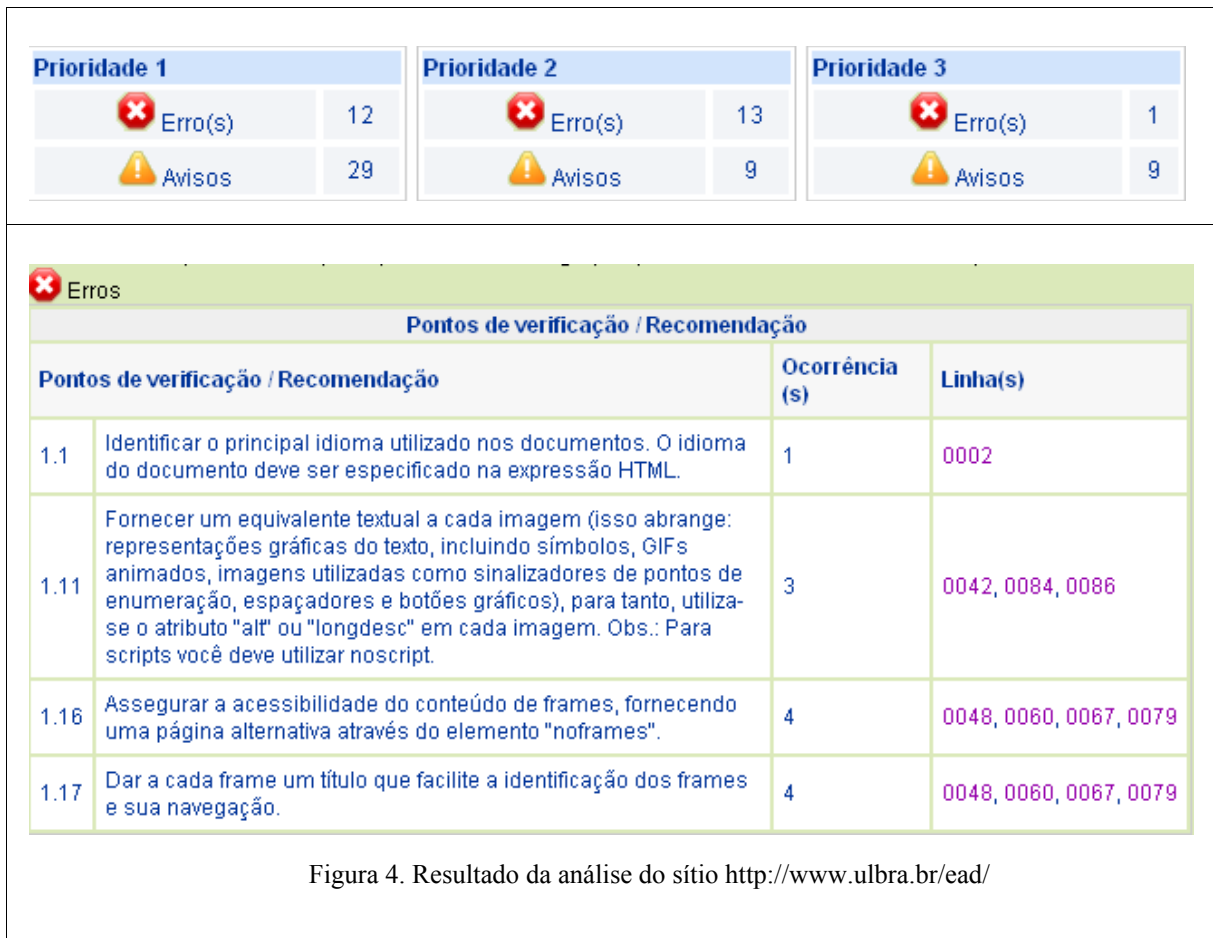 Prioridade 1
Erro(s) 12
Avisos 29
Prioridade 2
Erro(s) 13
Avisos 9
Prioridade 3
Erro(s) 1
Avisos 9
Erros
Pontos de verificação / Recomendação
Pontos de verificação / Recomendação
Ocorrência
(s)
Linha(s)
1.1
Identificar o principal idioma utilizado nos documentos. O idioma
do documento deve ser especificado na expressão HTML.
1
0002
1.11
Fornecer um equivalente textual a cada imagem (isso abrange:
representações gráficas do texto, incluindo símbolos, GIFs
animados, imagens utilizadas como sinalizadores de pontos de
enumeração, espaçadores e botões gráficos), para tanto, utiliza-
se o atributo "alt" ou "longdesc" em cada imagem. Obs.: Para
scripts você deve utilizar noscript.
3
0042, 0084, 0086
1.16
Assegurar a acessibilidade do conteúdo de frames, fornecendo
uma página alternativa através do elemento "noframes".
4
0048, 0060, 0067, 0079
1.17
Dar a cada frame um título que facilite a identificação dos frames
e sua navegação.
4
0048, 0060, 0067, 0079
Figura 4. Resultado da análise do sítio http://www.ulbra.br/ead/